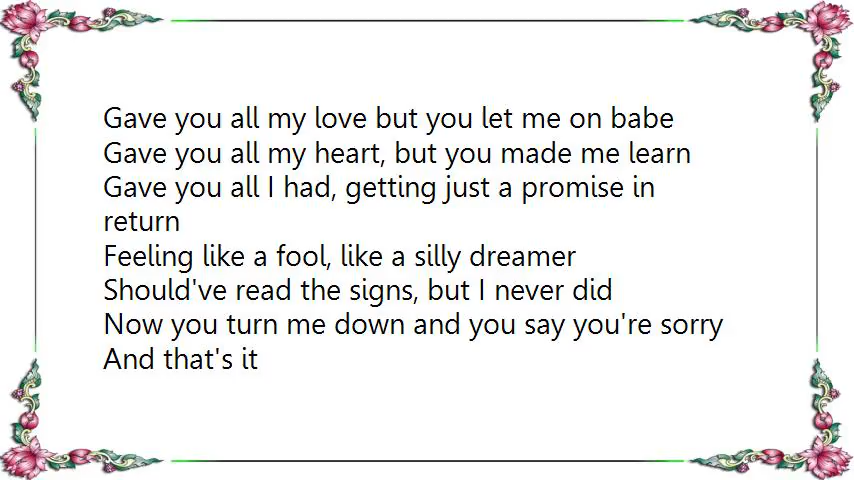 Gave you all my love but you let me on babe
Gave you all my heart, but you made me learn
Gave you all I had, getting just a promise in
return
Feeling like a fool, like a silly dreamer
Should've read the signs, but I never did
Now you turn me down and you say you're sorry
And that's it